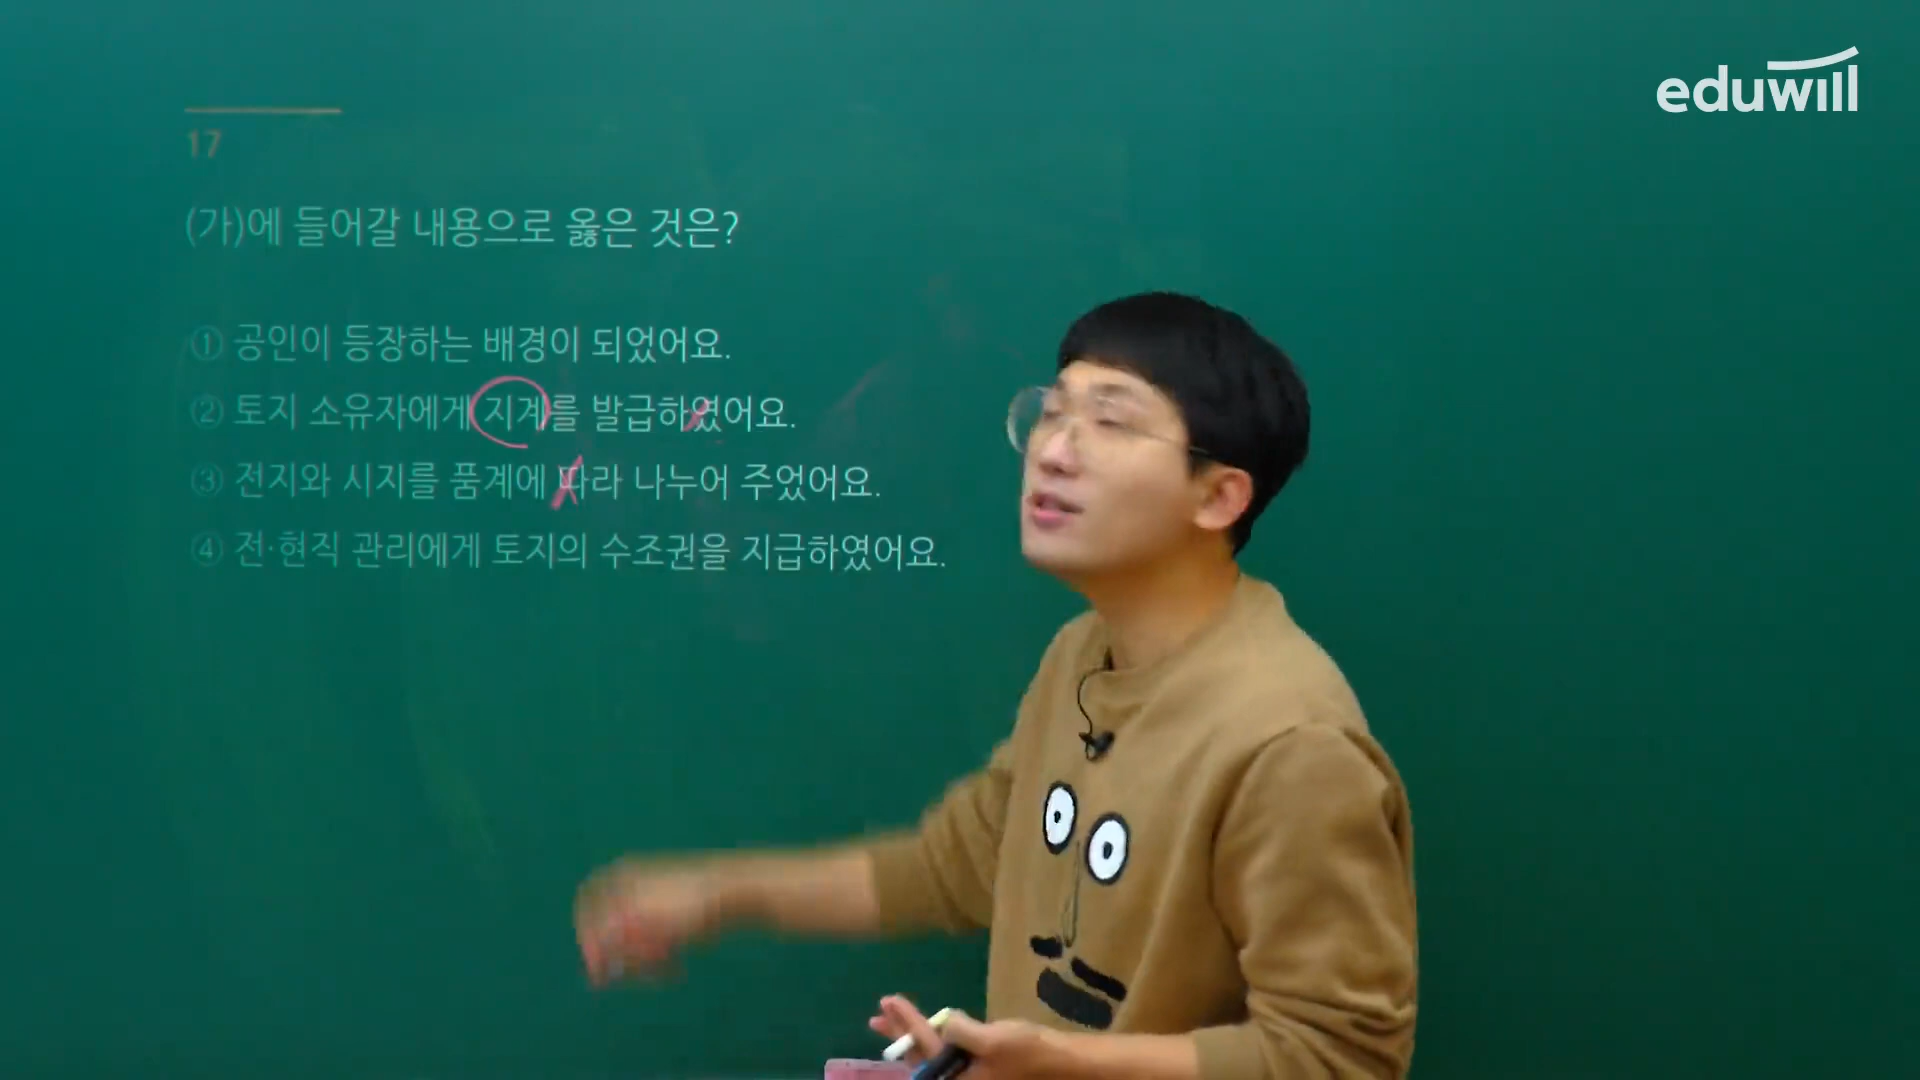 eduwill
17
(가)에 들어갈 내용으로 옳은 것은?
① 공인이 등장하는 배경이 되었어요.
② 토지 소유자에게 지계를 발급하였어요.
③ 전지와 시지를 품계에 따라 나누어 주었어요.
④ 전·현직 관리에게 토지의 수조권을 지급하였어요.